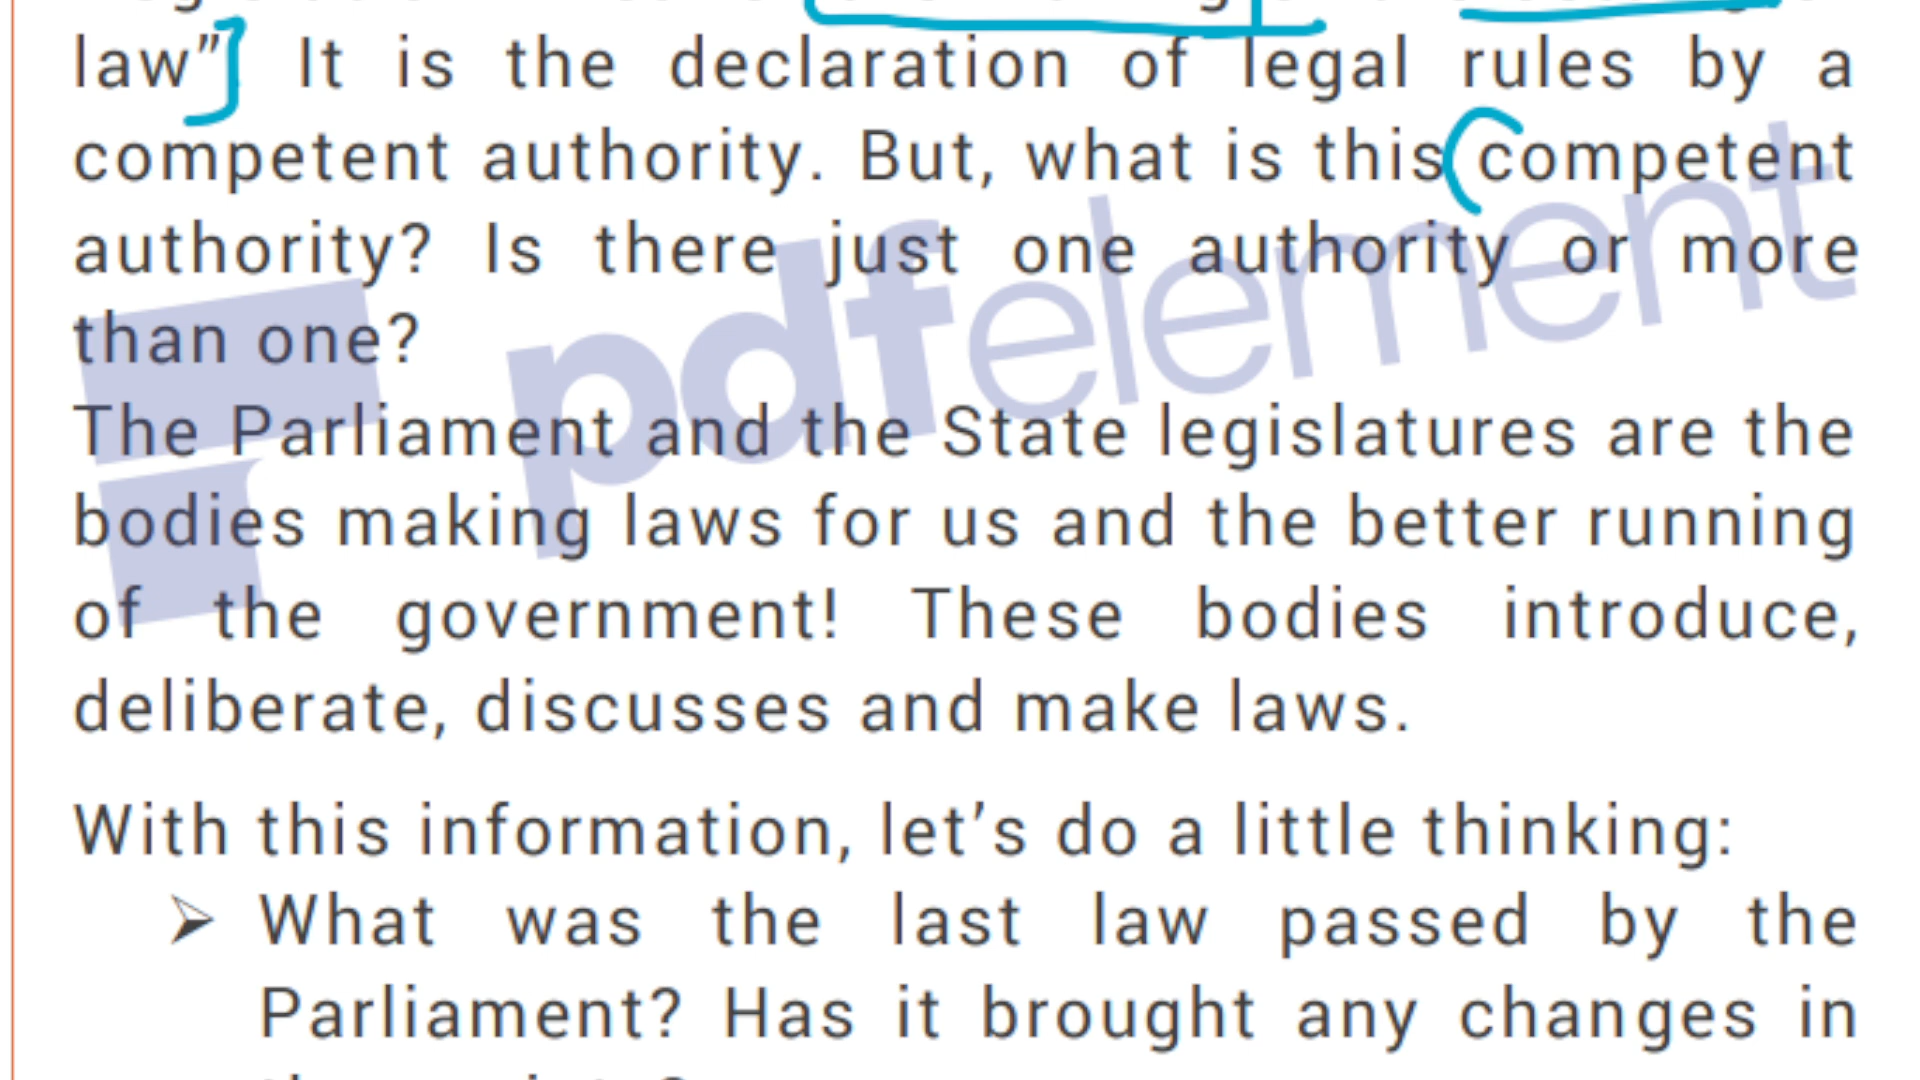 law” It is the declaration of legal rules by a
competent authority. But, what is this competent
authority? Is there just one authority or more
than one?
The Parliament and the State legislatures are the
bodies making laws for us and the better running
of the government! These bodies introduce,
deliberate, discusses and make laws.
With this information, let’s do a little thinking:
➢ What was the last law passed by the
Parliament? Has it brought any changes in
pdfelement